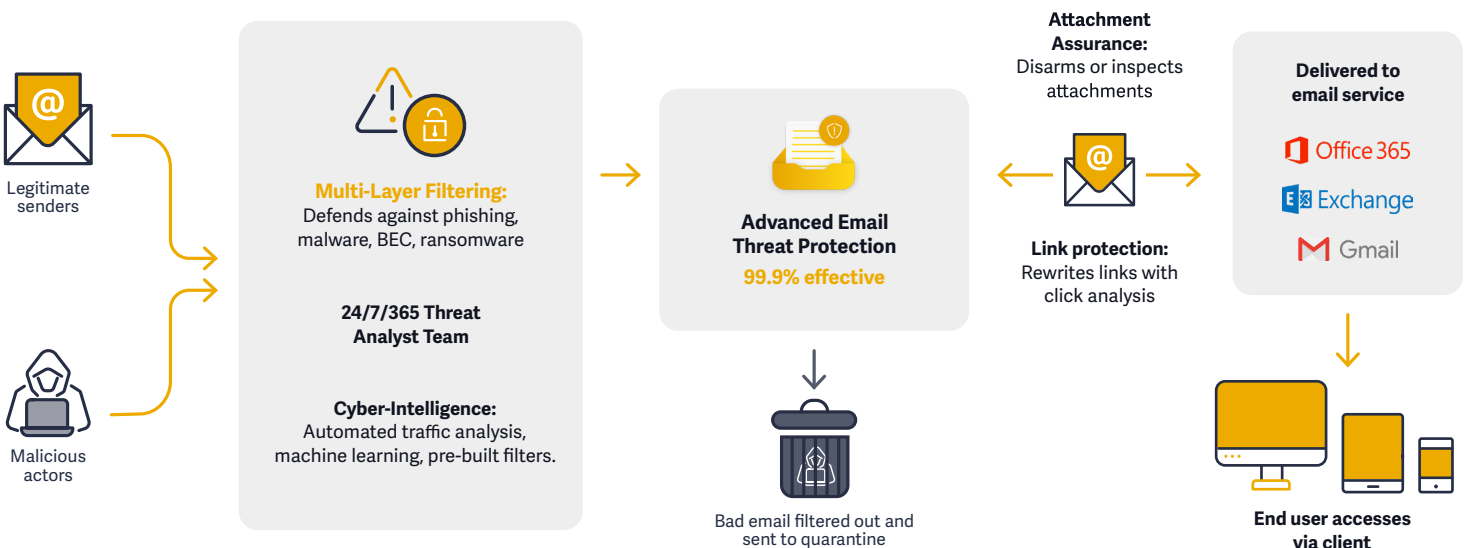 @
Legitimate
senders
Malicious
actors
Multi-Layer Filtering:
Defends against phishing,
malware, BEC, ransomware
24/7/365 Threat
Analyst Team
Cyber-Intelligence:
Automated traffic analysis,
machine learning, pre-built filters.
Advanced Email
Threat Protection
99.9% effective
Bad email filtered out and
sent to quarantine
Attachment
Assurance:
Disarms or inspects
attachments
@
Link protection:
Rewrites links with
click analysis
Delivered to
email service
Office 365
E Exchange
Gmail
End user accesses
via client